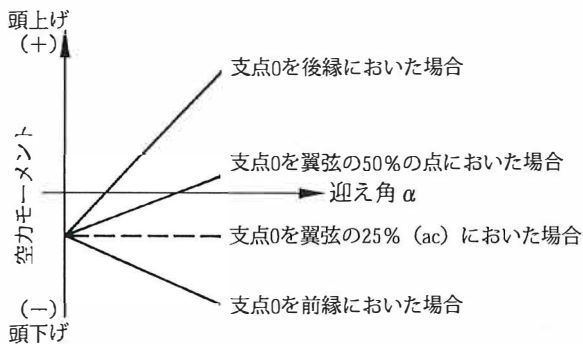 頭上げ
(+)
支点0を後縁においた場合
空力モーメント
支点0を翼弦の50%の点においた場合
迎え角 α
支点0を翼弦の25%(ac)においた場合
支点0を前縁においた場合
(−)
頭下げ